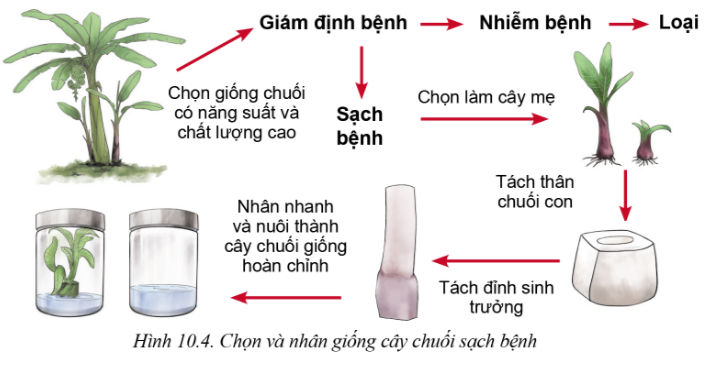 Giám định bệnh
Nhiễm bệnh
Loại
Chọn giống chuối
có năng suất và
chất lượng cao
Sạch
bệnh
Chọn làm cây mẹ
Tách thân
chuối con
Tách đỉnh sinh
trưởng
Nhân nhanh
và nuôi thành
cây chuối giống
hoàn chỉnh
Hình 10.4. Chọn và nhân giống cây chuối sạch bệnh